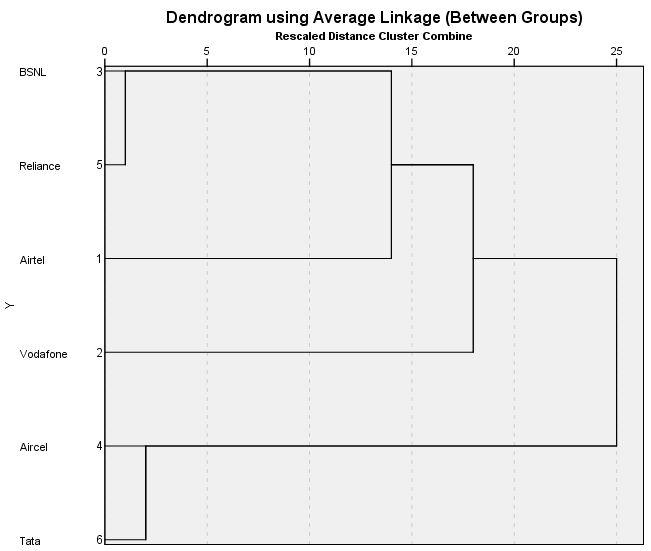 Dendrogram using Average Linkage (Between Groups)
Rescaled Distance Cluster Combine
0 5 10 15 20 25
BSNL 3
Reliance 5
Airtel 1
Y
Vodafone 2
Aircel 4
Tata 6